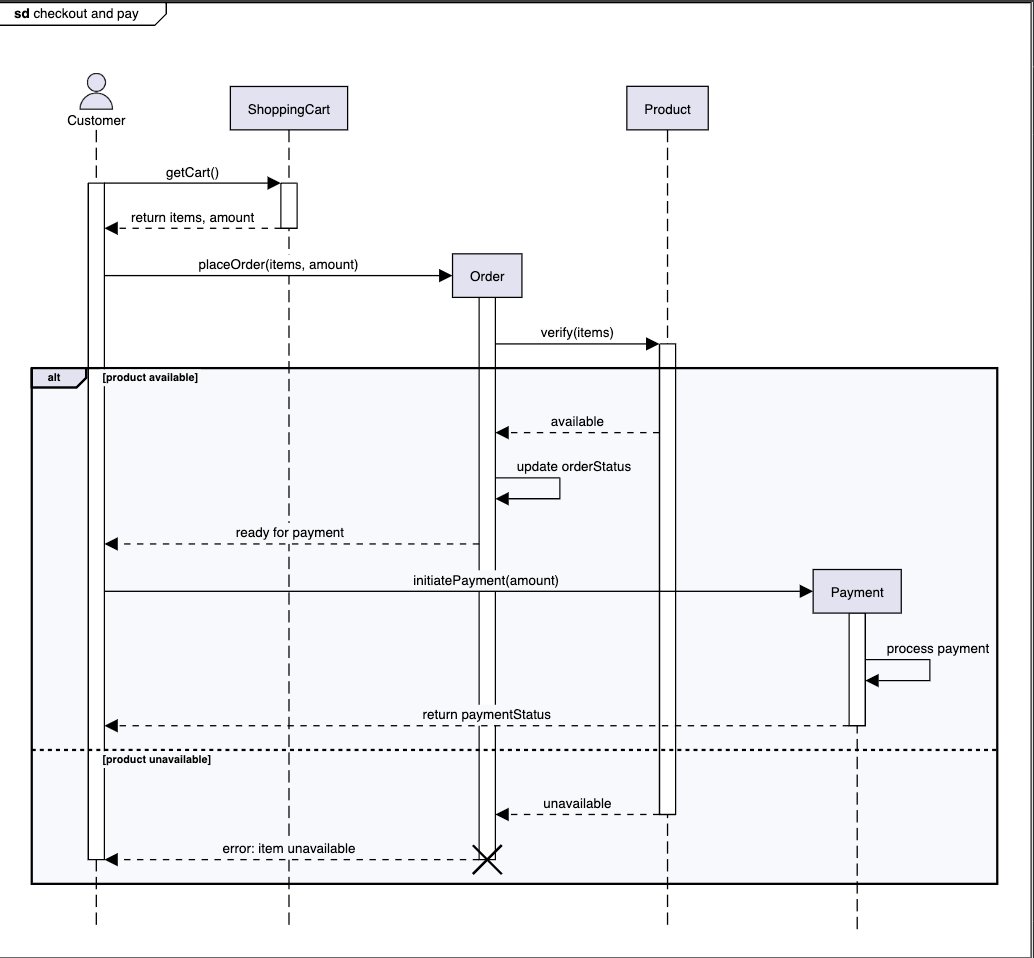 sd checkout and pay
Customer
ShoppingCart
Product
getCart()
return items, amount
placeOrder(items, amount)
Order
verify(items)
alt
[product available]
available
update orderStatus
ready for payment
initiatePayment(amount)
Payment
process payment
return paymentStatus
[product unavailable]
unavailable
error: item unavailable